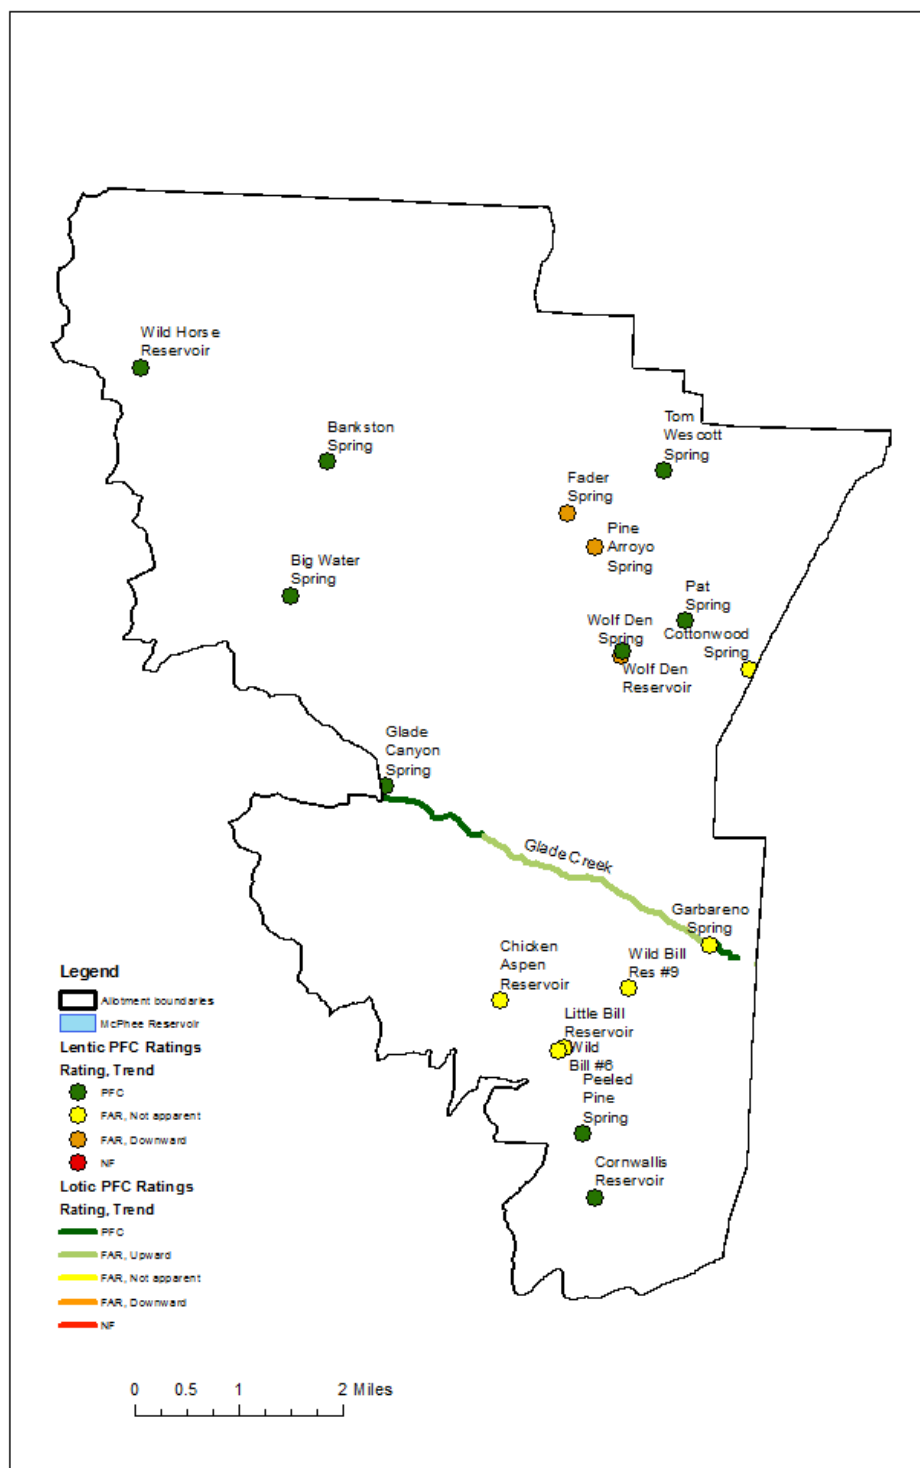 Wild Horse
Reservoir
Bankston
Spring
Tom
Wescott
Spring
Fader
Spring
Pine
Arroyo
Spring
Big Water
Spring
Pat
Spring
Wolf Den
Spring
Cottonwood
Spring
Wolf Den
Reservoir
Glade
Canyon
Spring
Glade Creek
Garbareno
Spring
Chicken
Aspen
Reservoir
Wild Bill
Res #9
Little Bill
Reservoir
Wild
Bill #6
Peeled
Pine
Spring
Cornwallis
Reservoir
Legend
Allotment boundaries
McPhee Reservoir
Lentic PFC Ratings
Rating, Trend
PFC
FAR, Not apparent
FAR, Downward
NF
Lotic PFC Ratings
Rating, Trend
PFC
FAR, Upward
FAR, Not apparent
FAR, Downward
NF
0 0.5 1 2 Miles